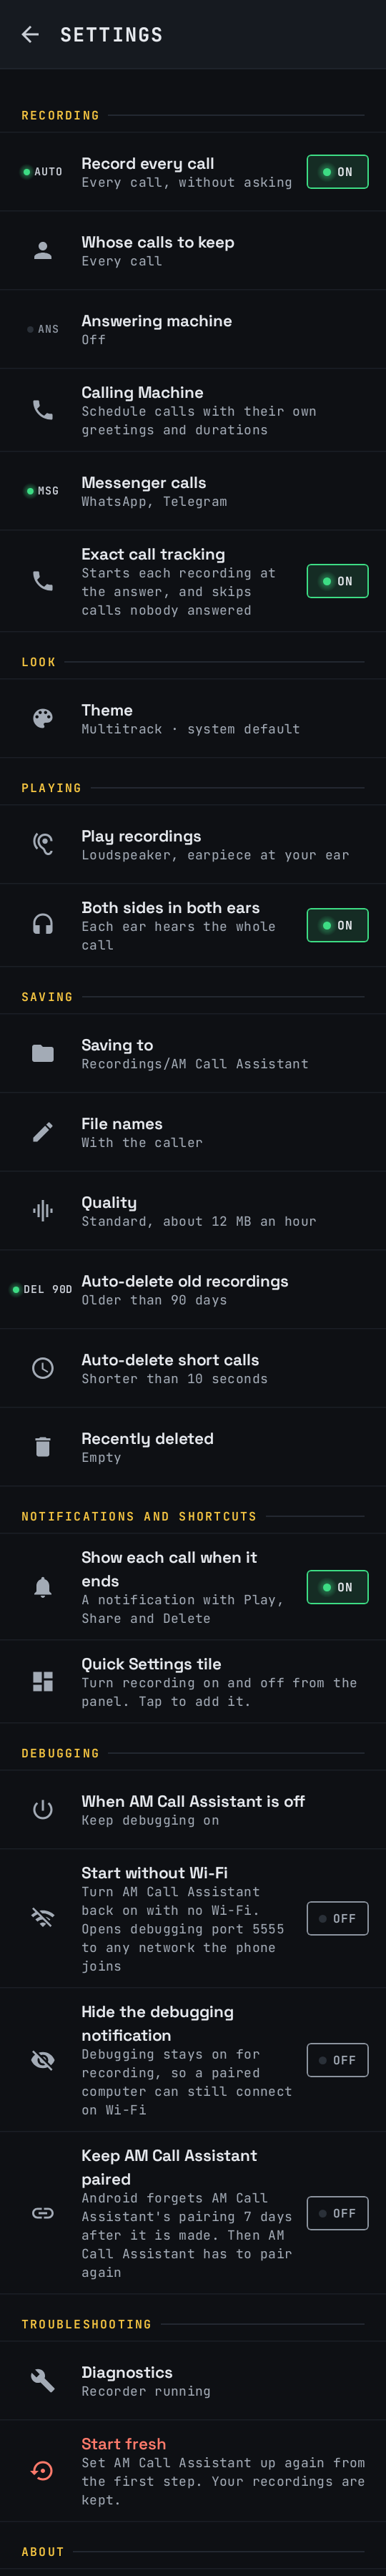 SETTINGS
RECORDING
AUTO
Record every call
Every call, without asking
ON
Whose calls to keep
Every call
ANS
Answering machine
Off
Calling Machine
Schedule calls with their own
greetings and durations
MSG
Messenger calls
WhatsApp, Telegram
Exact call tracking
Starts each recording at
the answer, and skips
calls nobody answered
ON
LOOK
Theme
Multitrack · system default
PLAYING
Play recordings
Loudspeaker, earpiece at your ear
Both sides in both ears
Each ear hears the whole
call
ON
SAVING
Saving to
Recordings/AM Call Assistant
File names
With the caller
Quality
Standard, about 12 MB an hour
DEL 90D
Auto-delete old recordings
Older than 90 days
Auto-delete short calls
Shorter than 10 seconds
Recently deleted
Empty
NOTIFICATIONS AND SHORTCUTS
Show each call when it
ends
A notification with Play,
Share and Delete
ON
Quick Settings tile
Turn recording on and off from the
panel. Tap to add it.
DEBUGGING
When AM Call Assistant is off
Keep debugging on
Start without Wi-Fi
Turn AM Call Assistant
back on with no Wi-Fi.
Opens debugging port 5555
to any network the phone
joins
OFF
Hide the debugging
notification
Debugging stays on for
recording, so a paired
computer can still connect
on Wi-Fi
OFF
Keep AM Call Assistant
paired
Android forgets AM Call
Assistant's pairing 7 days
after it is made. Then AM
Call Assistant has to pair
again
OFF
TROUBLESHOOTING
Diagnostics
Recorder running
Start fresh
Set AM Call Assistant up again from
the first step. Your recordings are
kept.
ABOUT